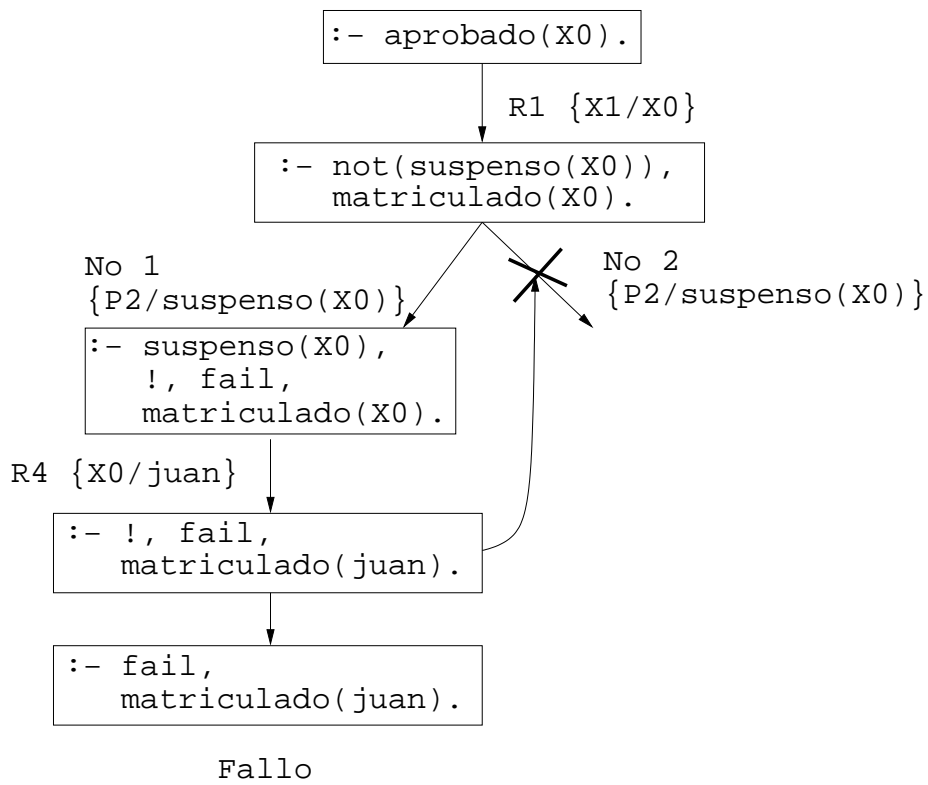 :- aprobado(X0).
R1 {X1/X0}
:- not(suspenso(X0)),
matriculado(X0).
No 1
{P2/suspenso(X0)}
No 2
{P2/suspenso(X0)}
:- suspenso(X0),
!, fail,
matriculado(X0).
R4 {X0/juan}
:- !, fail,
matriculado(juan).
:- fail,
matriculado(juan).
Fallo